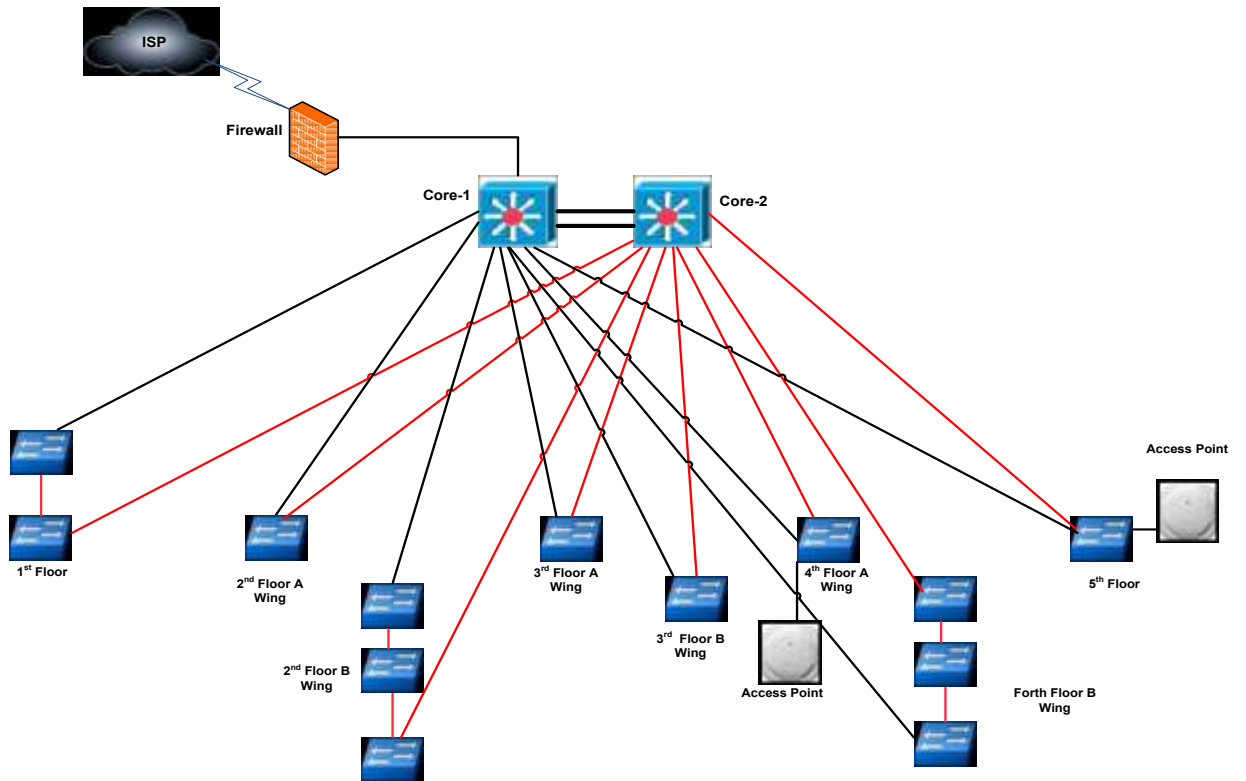 ISP
Firewall
Core-1
Core-2
Access Point
1st Floor
2nd Floor A
Wing
3rd Floor A
Wing
4th Floor A
Wing
5th Floor
3rd Floor B
Wing
2nd Floor B
Wing
Access Point
Forth Floor B
Wing